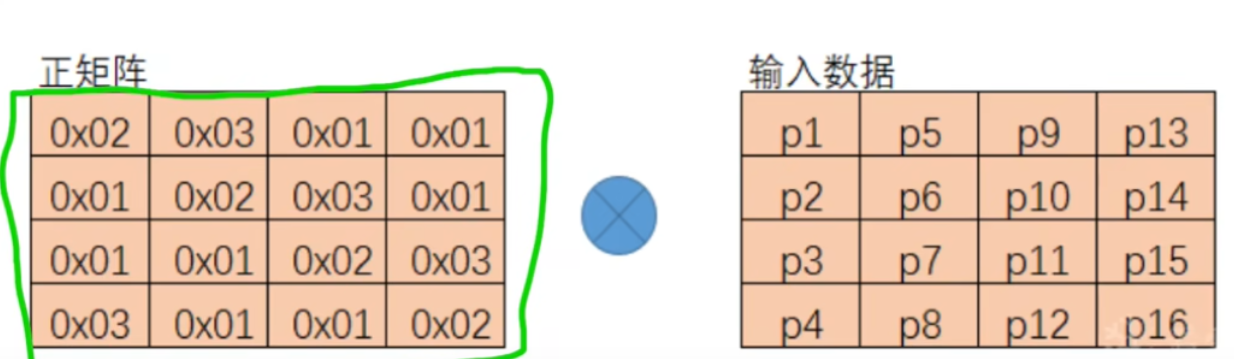 正矩阵 输入数据
0x02 0x03 0x01 0x01 p1 p5 p9 p13
0x01 0x02 0x03 0x01 p2 p6 p10 p14
0x01 0x01 0x02 0x03 p3 p7 p11 p15
0x03 0x01 0x01 0x02 p4 p8 p12 p16